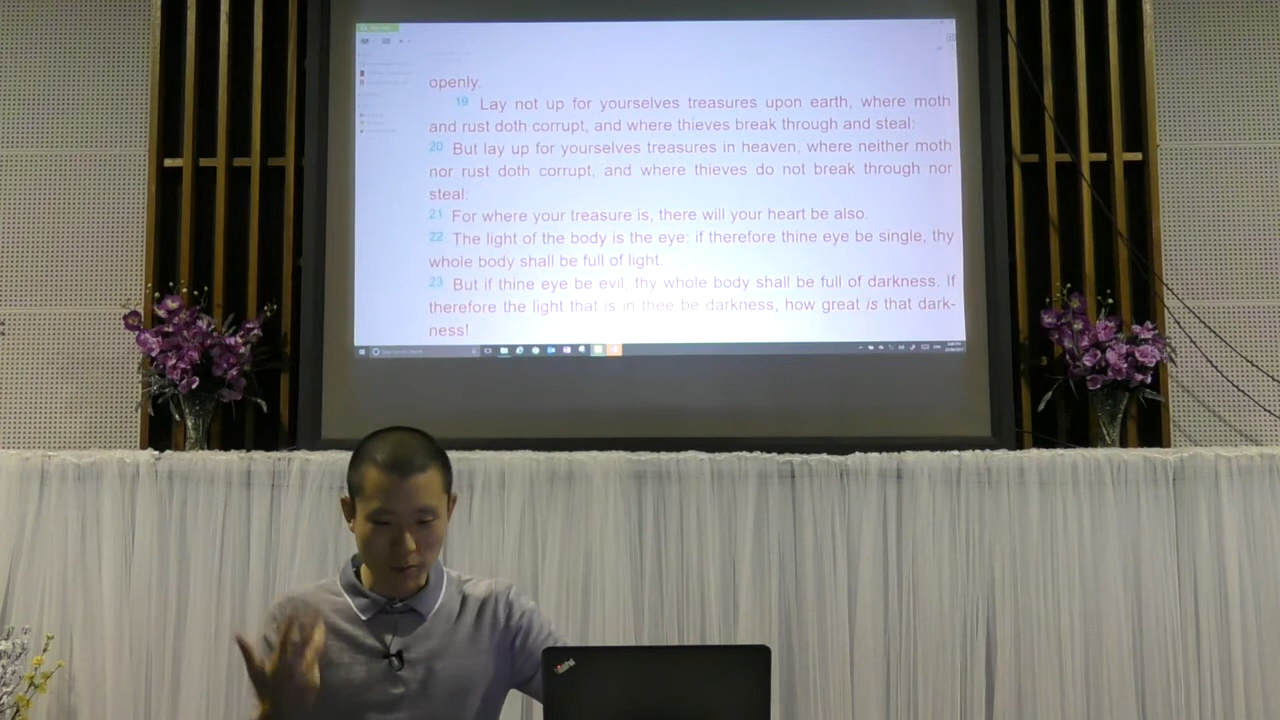 openly.
19 Lay not up for yourselves treasures upon earth, where moth
and rust doth corrupt, and where thieves break through and steal:
20 But lay up for yourselves treasures in heaven, where neither moth
nor rust doth corrupt, and where thieves do not break through nor
steal:
21 For where your treasure is, there will your heart be also.
22 The light of the body is the eye: if therefore thine eye be single, thy
whole body shall be full of light.
23 But if thine eye be evil, thy whole body shall be full of darkness. If
therefore the light that is in thee be darkness, how great is that dark-
ness!
ThinkPad